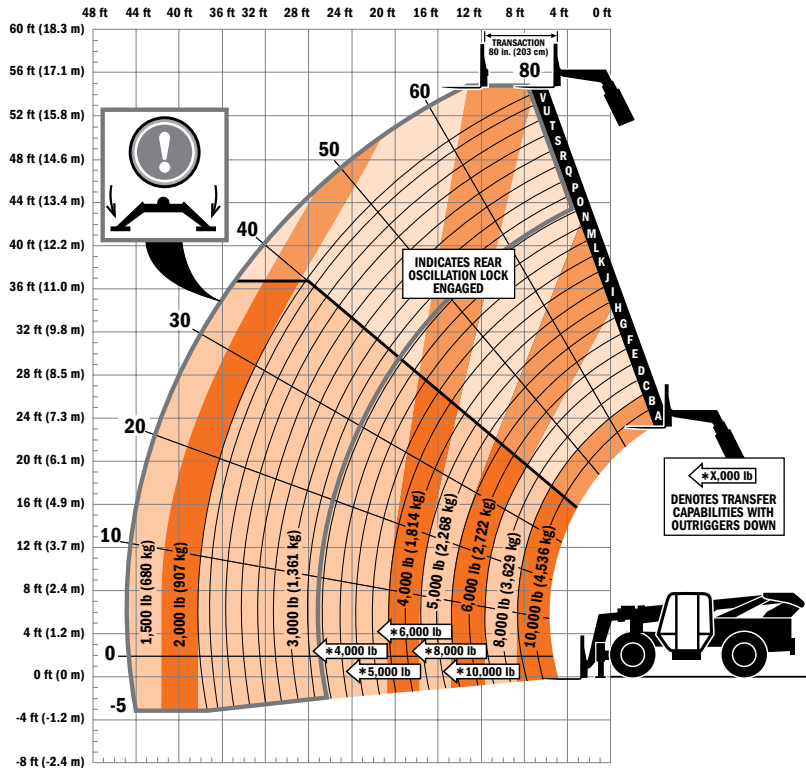 48 ft 44 ft 40 ft 36 ft 32 ft 28 ft 24 ft 20 ft 16 ft 12 ft 8 ft 4 ft 0 ft
60 ft (18.3 m)
56 ft (17.1 m)
52 ft (15.8 m)
48 ft (14.6 m)
44 ft (13.4 m)
40 ft (12.2 m)
36 ft (11.0 m)
32 ft (9.8 m)
28 ft (8.5 m)
24 ft (7.3 m)
20 ft (6.1 m)
16 ft (4.9 m)
12 ft (3.7 m)
8 ft (2.4 m)
4 ft (1.2 m)
0 ft (0 m)
-4 ft (-1.2 m)
-8 ft (-2.4 m)
TRANSACTION
80 in. (203 cm)
80
60
50
40
30
20
10
0
-5
!
V
U
T
S
R
Q
P
O
N
M
L
K
J
I
H
G
F
E
D
C
B
A
INDICATES REAR
OSCILLATION LOCK
ENGAGED
*X,000 lb
DENOTES TRANSFER
CAPABILITIES WITH
OUTRIGGERS DOWN
1,500 lb (680 kg)
2,000 lb (907 kg)
3,000 lb (1,361 kg)
4,000 lb (1,814 kg)
5,000 lb (2,268 kg)
6,000 lb (2,722 kg)
8,000 lb (3,629 kg)
10,000 lb (4,536 kg)
*6,000 lb
*4,000 lb
*8,000 lb
*5,000 lb
*10,000 lb